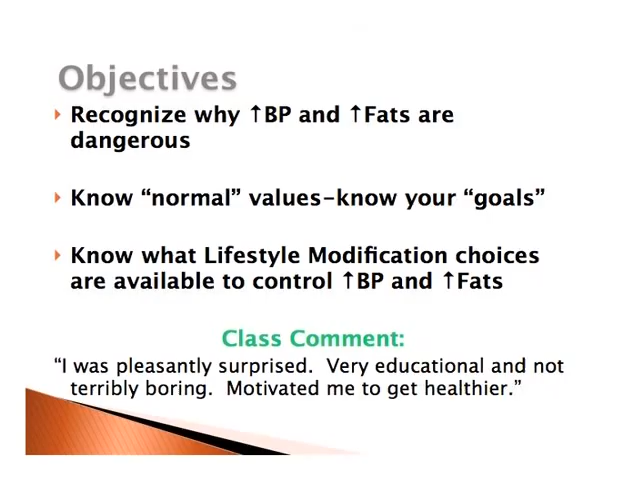 Objectives
Recognize why ↑BP and ↑Fats are
dangerous
Know “normal” values-know your “goals”
Know what Lifestyle Modification choices
are available to control ↑BP and ↑Fats
Class Comment:
“I was pleasantly surprised. Very educational and not
terribly boring. Motivated me to get healthier.”